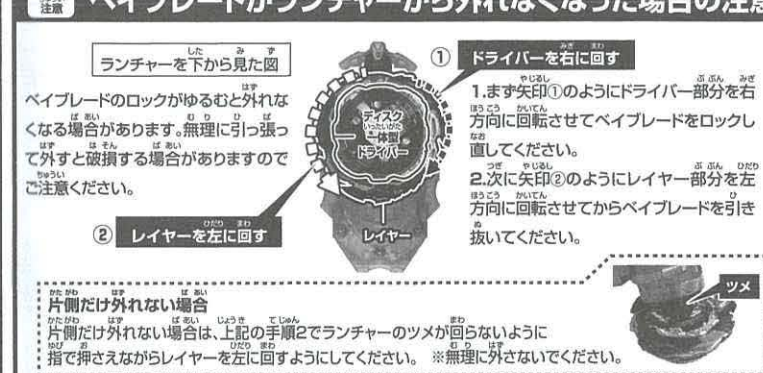 注意 ベイブレードがランチャーから外れなくなった場合の注意
ランチャーを下から見た図
ベイブレードのロックがゆるむと外れな
くなる場合があります。無理に引っ張っ
て外すと破損する場合がありますので
ご注意ください。
② レイヤーを左に回す
ディスク
一体型
ドライバー
レイヤー
① ドライバーを右に回す
1.まず矢印①のようにドライバー部分を右
方向に回転させてベイブレードをロックし
直してください。
2.次に矢印②のようにレイヤー部分を左
方向に回転させてからベイブレードを引き
抜いてください。
ツメ
片側だけ外れない場合
片側だけ外れない場合は、上記の手順2でランチャーのツメが回らないように
指で押さえながらレイヤーを左に回すようにしてください。 ※無理に外さないでください。